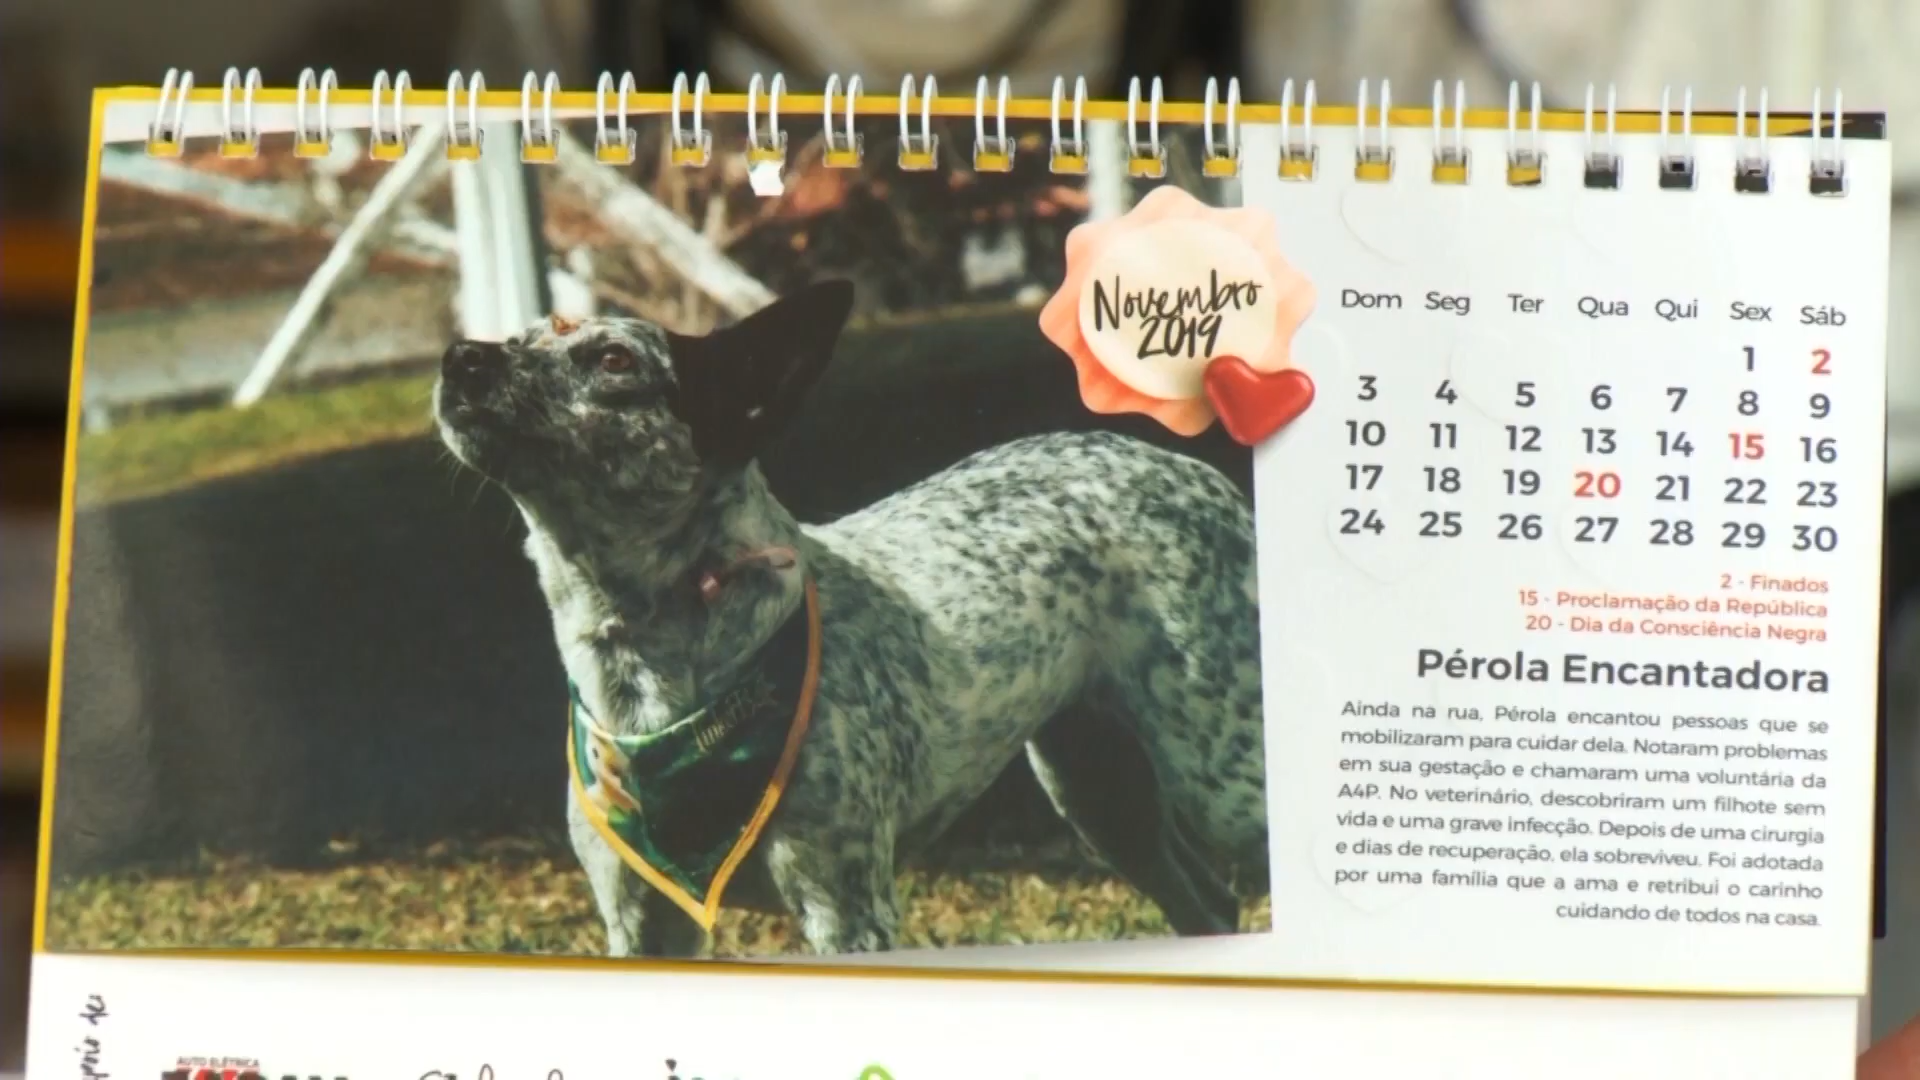 Novembro
2019
Dom Seg Ter Qua Qui Sex Sáb
1 2
3 4 5 6 7 8 9
10 11 12 13 14 15 16
17 18 19 20 21 22 23
24 25 26 27 28 29 30
2 - Finados
15 - Proclamação da República
20 - Dia da Consciência Negra
Pérola Encantadora
Ainda na rua, Pérola encantou pessoas que se
mobilizaram para cuidar dela. Notaram problemas
em sua gestação e chamaram uma voluntária da
A4P. No veterinário, descobriram um filhote sem
vida e uma grave infecção. Depois de uma cirurgia
e dias de recuperação, ela sobreviveu. Foi adotada
por uma família que a ama e retribui o carinho
cuidando de todos na casa.
AUTO ELÉTRICA